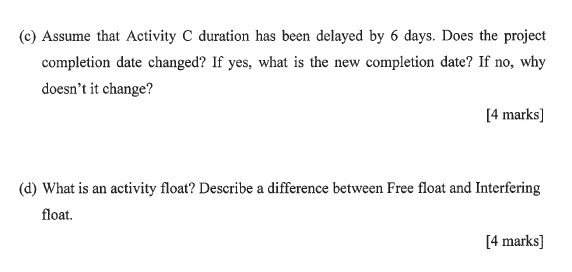 (c) Assume that Activity C duration has been delayed by 6 days. Does the project
completion date changed? If yes, what is the new completion date? If no, why
doesn't it change?
[4 marks]
(d) What is an activity float? Describe a difference between Free float and Interfering
float.
[4 marks]